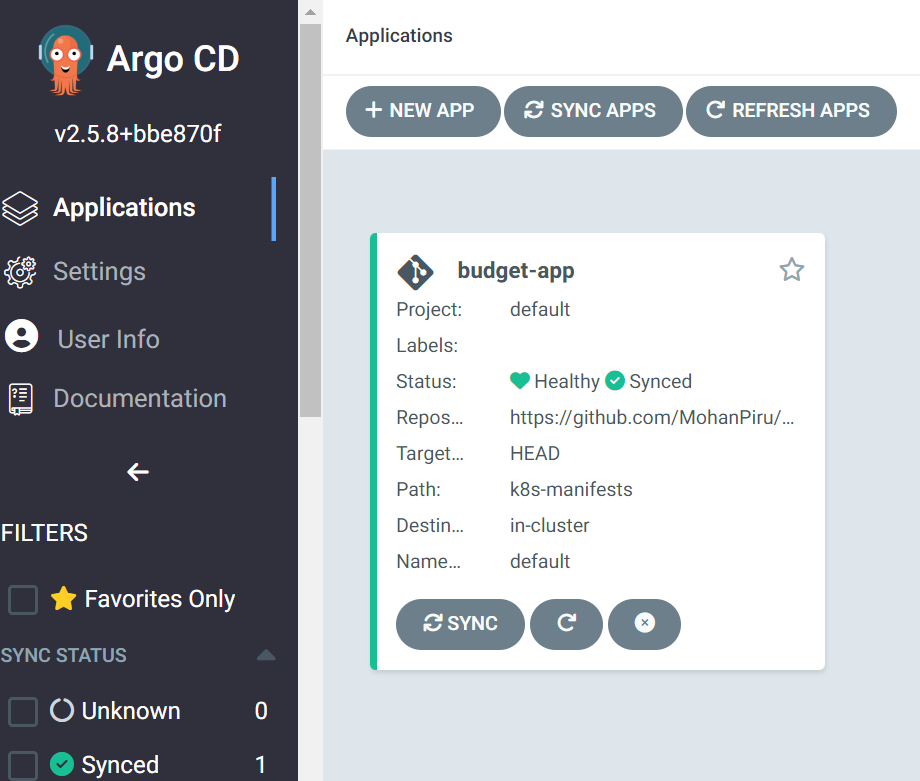 Argo CD
v2.5.8+bbe870f
Applications
Settings
User Info
Documentation
FILTERS
Favorites Only
SYNC STATUS
Unknown 0
Synced 1
Applications
NEW APP SYNC APPS REFRESH APPS
budget-app
Project: default
Labels:
Status: Healthy Synced
Repos... https://github.com/MohanPiru/...
Target... HEAD
Path: k8s-manifests
Destin... in-cluster
Name... default
SYNC